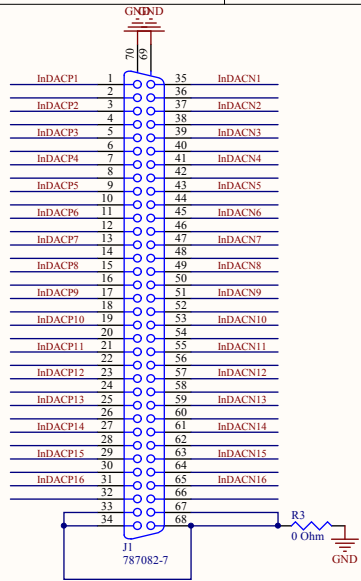 GND GND
70 69
InDACP1 1 35 InDACN1
2 36
InDACP2 3 37 InDACN2
4 38
InDACP3 5 39 InDACN3
6 40
InDACP4 7 41 InDACN4
8 42
InDACP5 9 43 InDACN5
10 44
InDACP6 11 45 InDACN6
12 46
InDACP7 13 47 InDACN7
14 48
InDACP8 15 49 InDACN8
16 50
InDACP9 17 51 InDACN9
18 52
InDACP10 19 53 InDACN10
20 54
InDACP11 21 55 InDACN11
22 56
InDACP12 23 57 InDACN12
24 58
InDACP13 25 59 InDACN13
26 60
InDACP14 27 61 InDACN14
28 62
InDACP15 29 63 InDACN15
30 64
InDACP16 31 65 InDACN16
32 66
33 67
34 68
R3
0 Ohm
GND
J1
787082-7